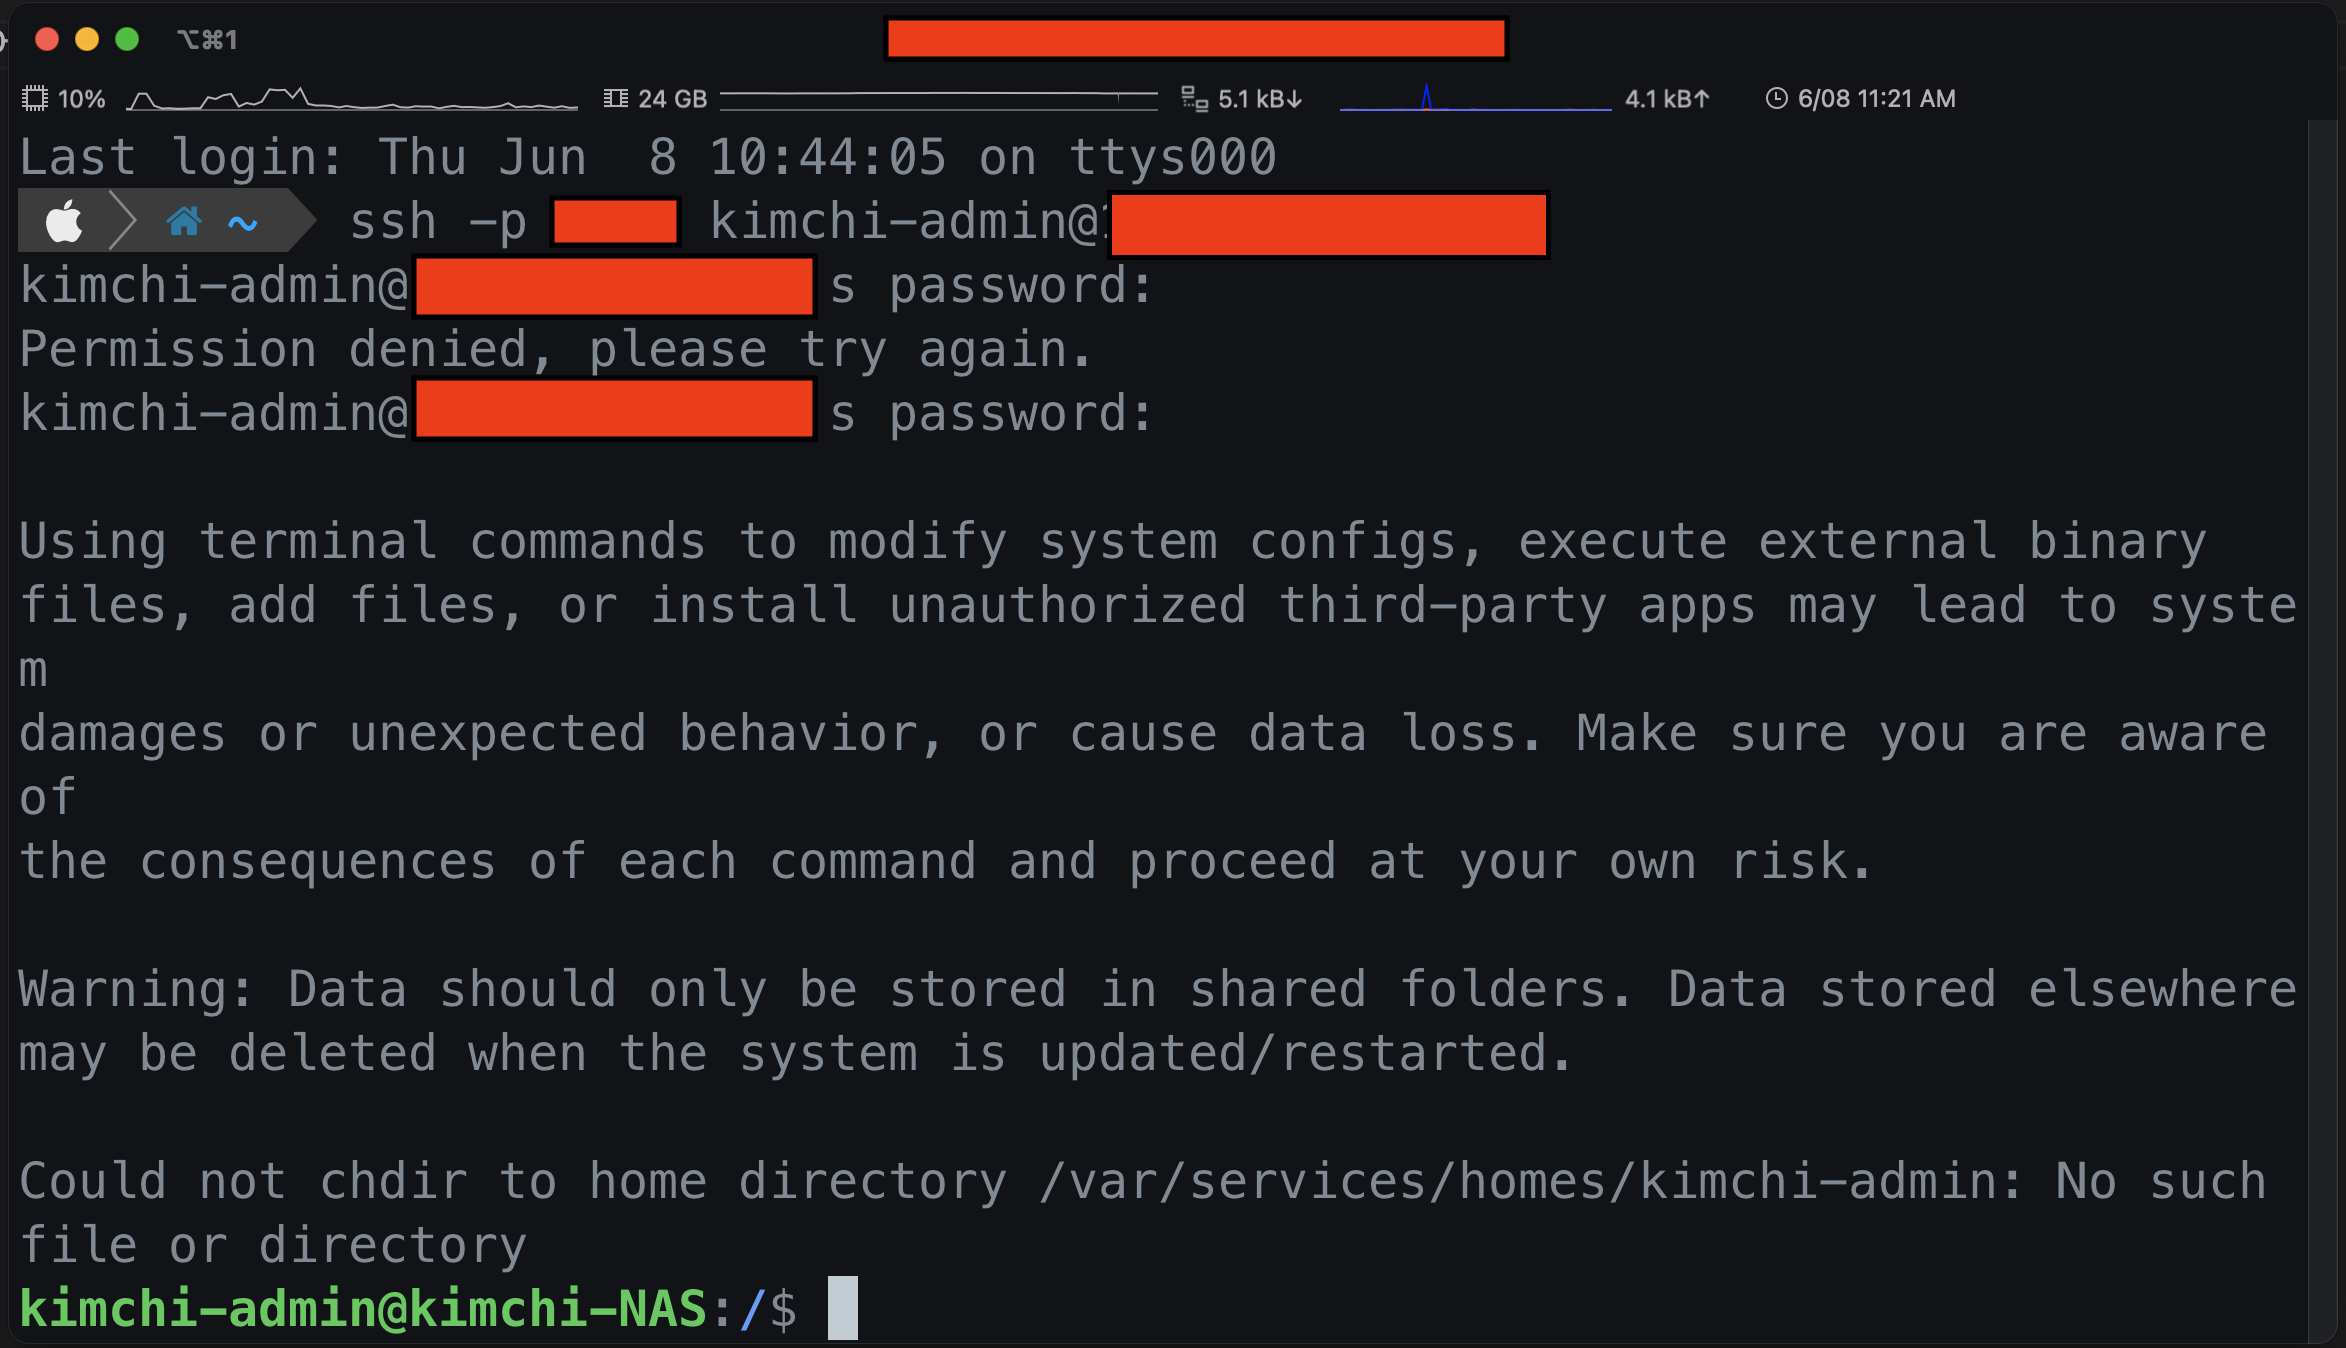 ⌥⌘1
10% 24 GB 5.1 kB↓ 4.1 kB↑ 6/08 11:21 AM
Last login: Thu Jun  8 10:44:05 on ttys000
~ ssh -p kimchi-admin@
kimchi-admin@ s password:
Permission denied, please try again.
kimchi-admin@ s password:
Using terminal commands to modify system configs, execute external binary
files, add files, or install unauthorized third-party apps may lead to syste
m
damages or unexpected behavior, or cause data loss. Make sure you are aware
of
the consequences of each command and proceed at your own risk.
Warning: Data should only be stored in shared folders. Data stored elsewhere
may be deleted when the system is updated/restarted.
Could not chdir to home directory /var/services/homes/kimchi-admin: No such
file or directory
kimchi-admin@kimchi-NAS:/$